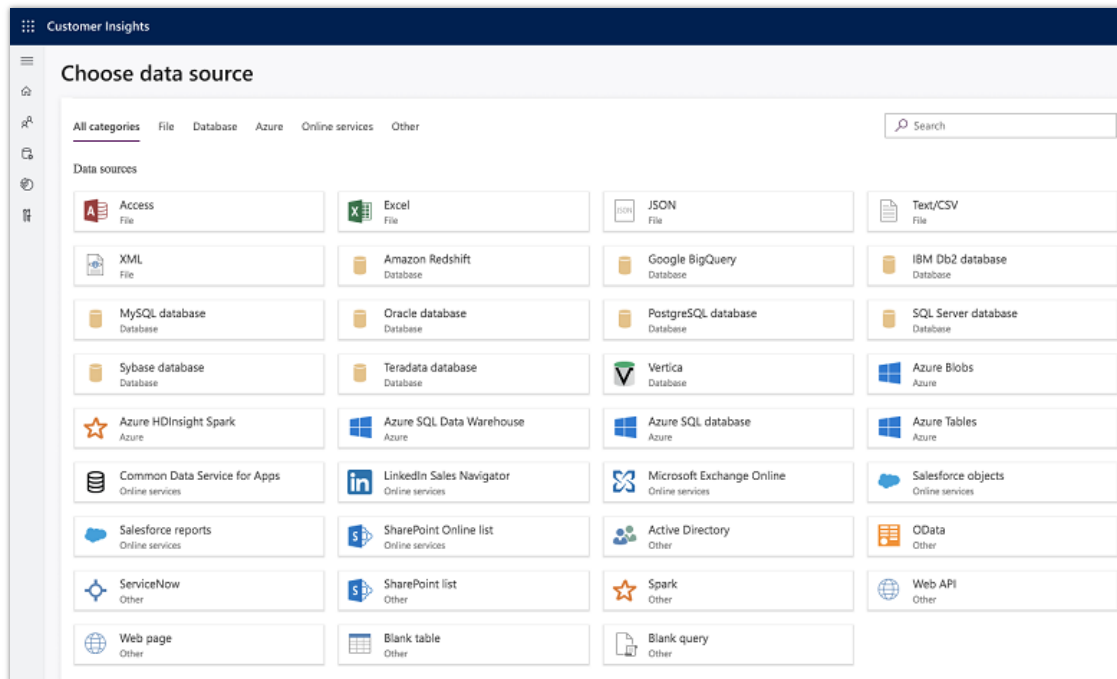 Customer Insights
Choose data source
All categories File Database Azure Online services Other
Search
Data sources
Access
File
Excel
File
JSON
JSON
File
Text/CSV
File
XML
File
Amazon Redshift
Database
Google BigQuery
Database
IBM Db2 database
Database
MySQL database
Database
Oracle database
Database
PostgreSQL database
Database
SQL Server database
Database
Sybase database
Database
Teradata database
Database
Vertica
Database
Azure Blobs
Azure
Azure HDInsight Spark
Azure
Azure SQL Data Warehouse
Azure
Azure SQL database
Azure
Azure Tables
Azure
Common Data Service for Apps
Online services
LinkedIn Sales Navigator
Online services
Microsoft Exchange Online
Online services
Salesforce objects
Online services
Salesforce reports
Online services
SharePoint Online list
Online services
Active Directory
Other
OData
Other
ServiceNow
Other
SharePoint list
Other
Spark
Other
Web API
Other
Web page
Other
Blank table
Other
Blank query
Other